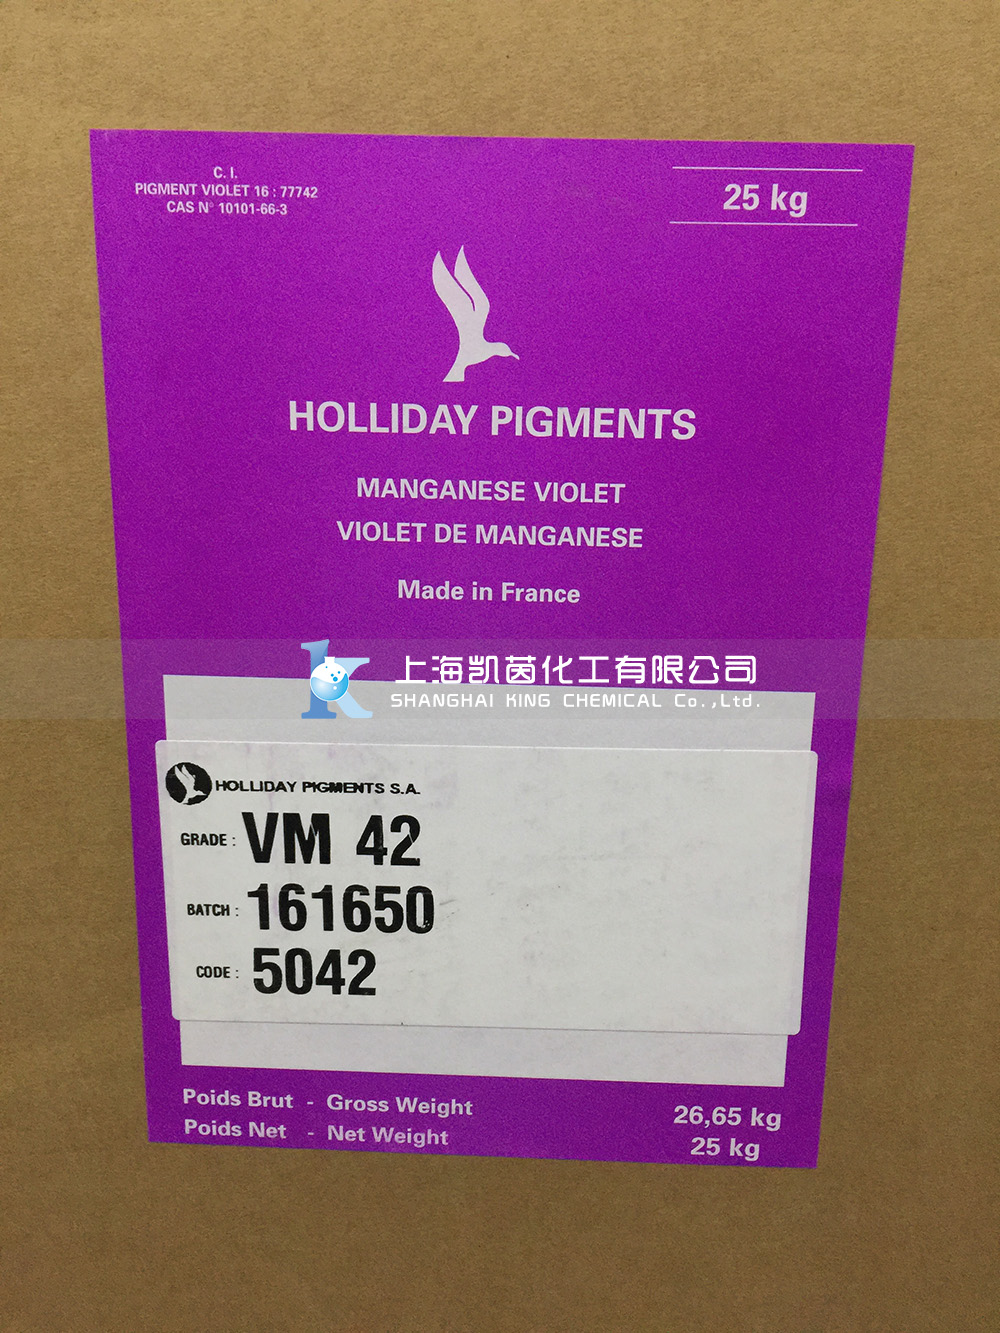 C. I.
PIGMENT VIOLET 16 : 77742
CAS N° 10101-66-3
25 kg
HOLLIDAY PIGMENTS
MANGANESE VIOLET
VIOLET DE MANGANESE
Made in France
上海凯茵化工有限公司
SHANGHAI KING CHEMICAL Co.,Ltd.
HOLLIDAY PIGMENTS S.A.
GRADE : VM 42
BATCH : 161650
CODE : 5042
Poids Brut - Gross Weight 26,65 kg
Poids Net - Net Weight 25 kg